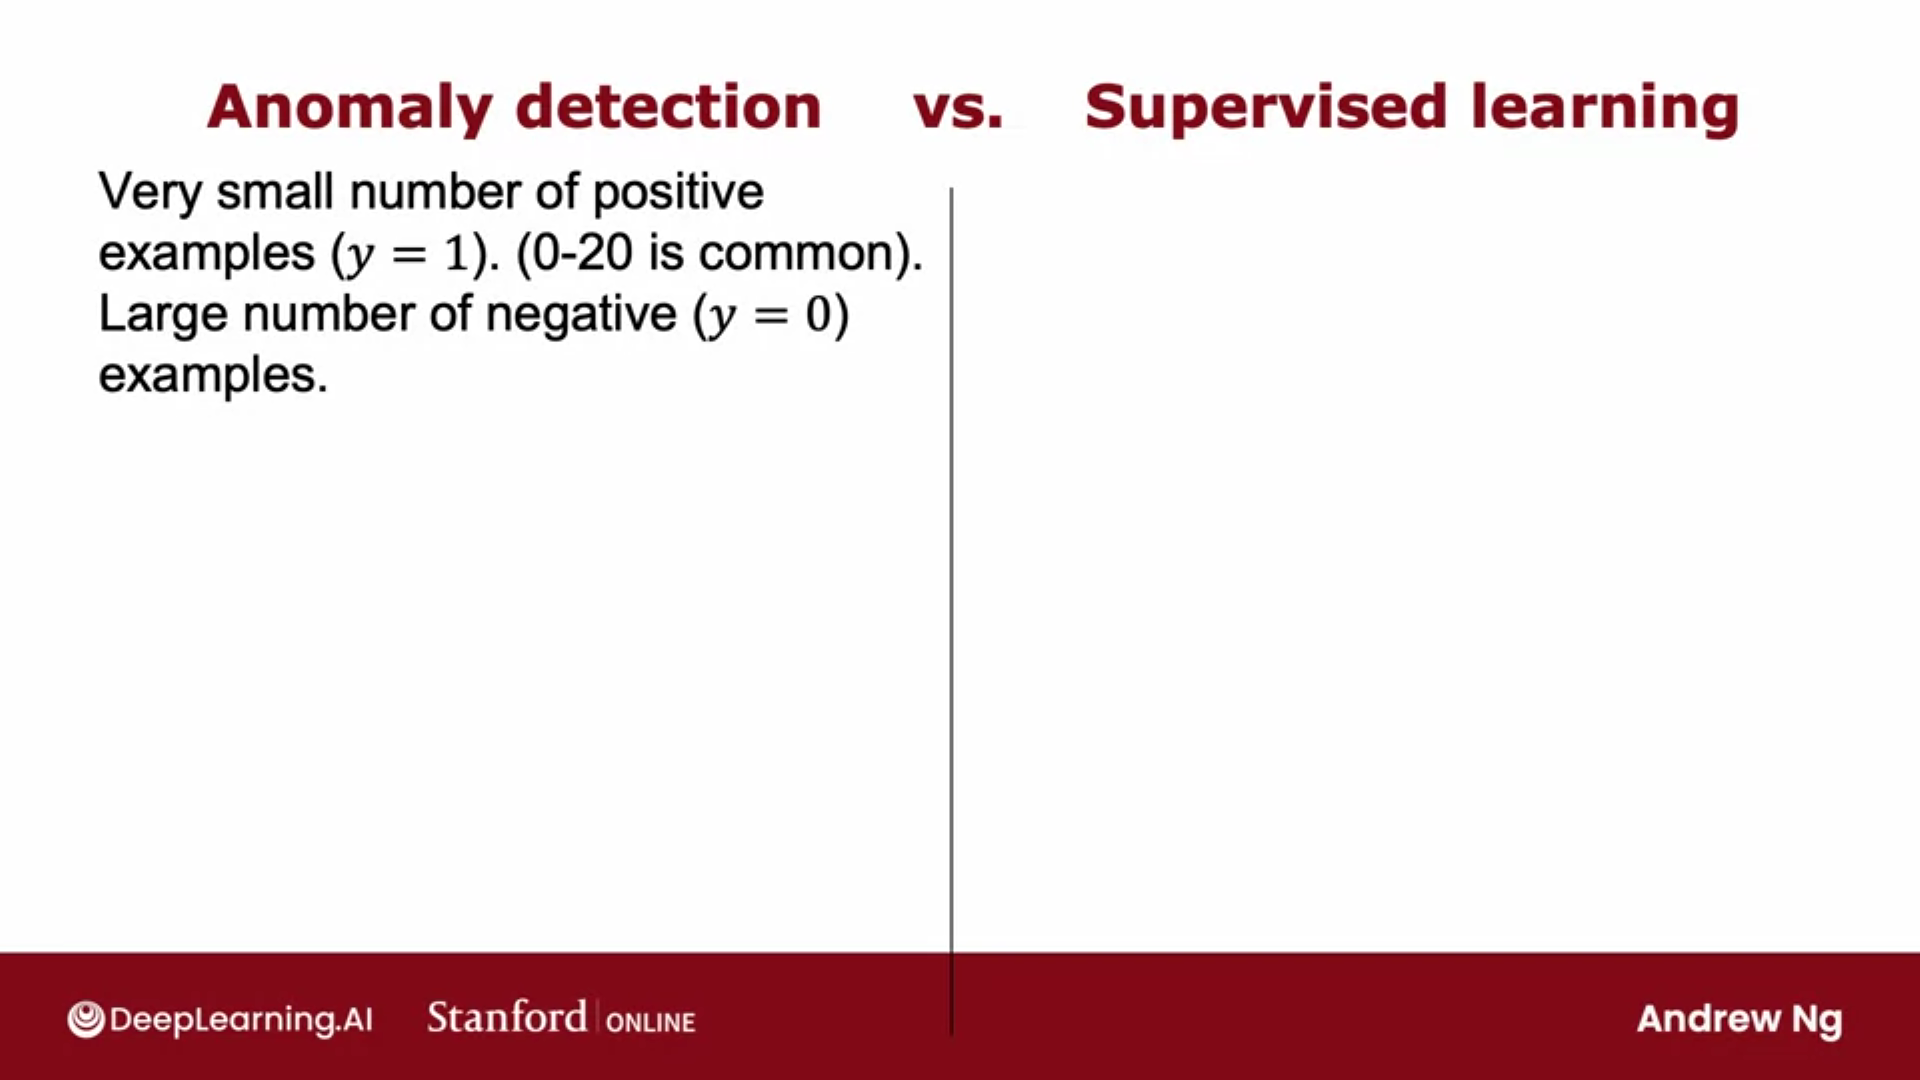 Anomaly detection vs. Supervised learning
Very small number of positive
examples (y = 1). (0-20 is common).
Large number of negative (y = 0)
examples.
DeepLearning.AI Stanford | ONLINE Andrew Ng